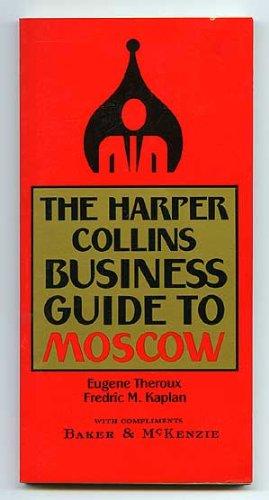 THE HARPER
COLLINS
BUSINESS
GUIDE TO
MOSCOW
Eugene Theroux
Fredric M. Kaplan
WITH COMPLIMENTS
BAKER & MCKENZIE